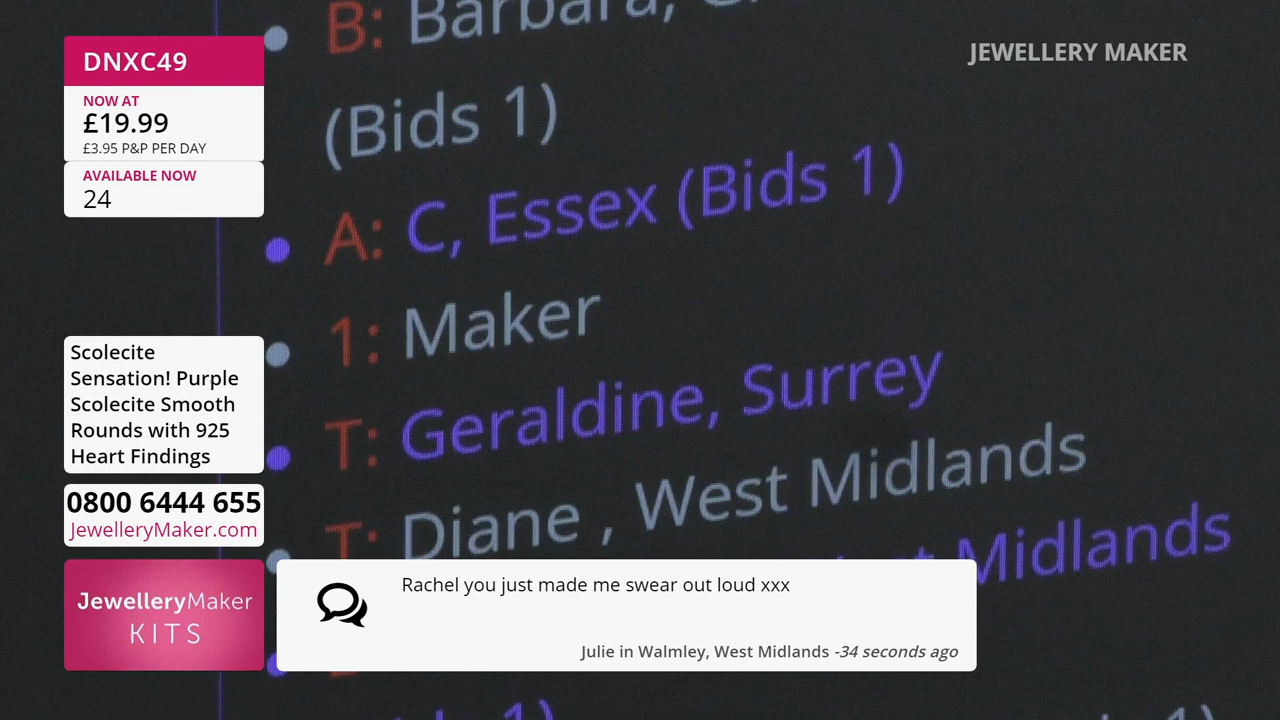 DNXC49
NOW AT
£19.99
£3.95 P&P PER DAY
AVAILABLE NOW
24
JEWELLERY MAKER
B: Barbara,
(Bids 1)
A: C, Essex (Bids 1)
1: Maker
T: Geraldine, Surrey
T: Diane , West Midlands
West Midlands
Scolecite
Sensation! Purple
Scolecite Smooth
Rounds with 925
Heart Findings
0800 6444 655
JewelleryMaker.com
JewelleryMaker
KITS
Rachel you just made me swear out loud xxx
Julie in Walmley, West Midlands -34 seconds ago